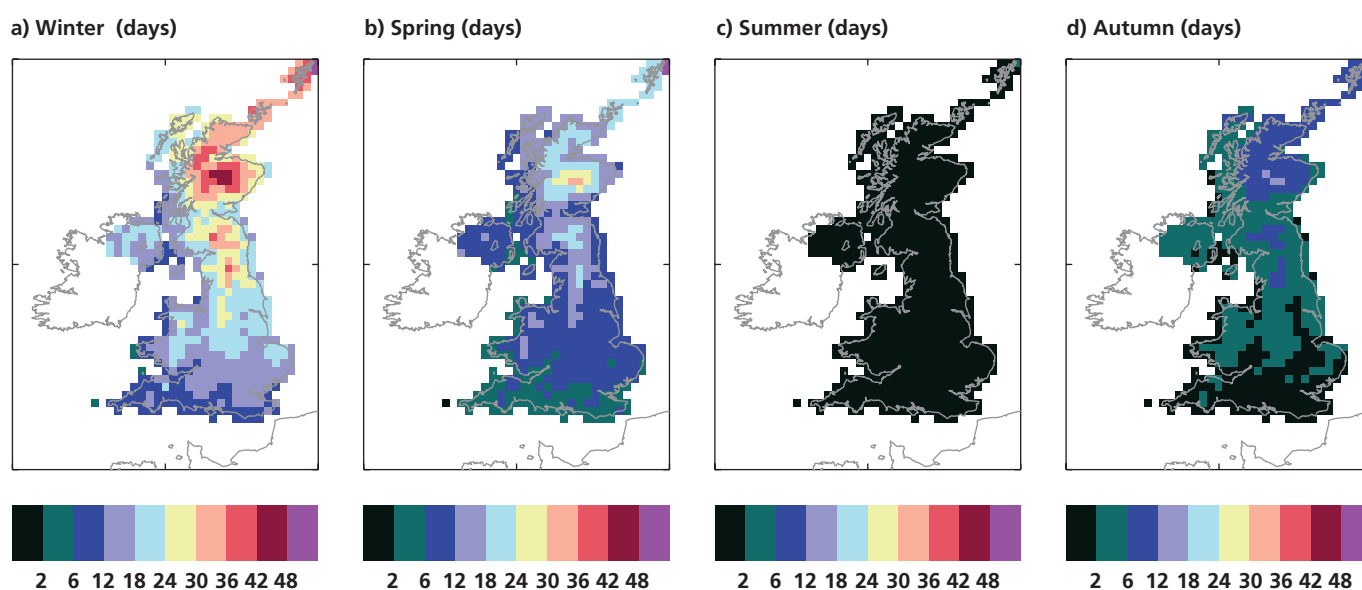 a) Winter (days)
b) Spring (days)
c) Summer (days)
d) Autumn (days)
2 6 12 18 24 30 36 42 48
2 6 12 18 24 30 36 42 48
2 6 12 18 24 30 36 42 48
2 6 12 18 24 30 36 42 48